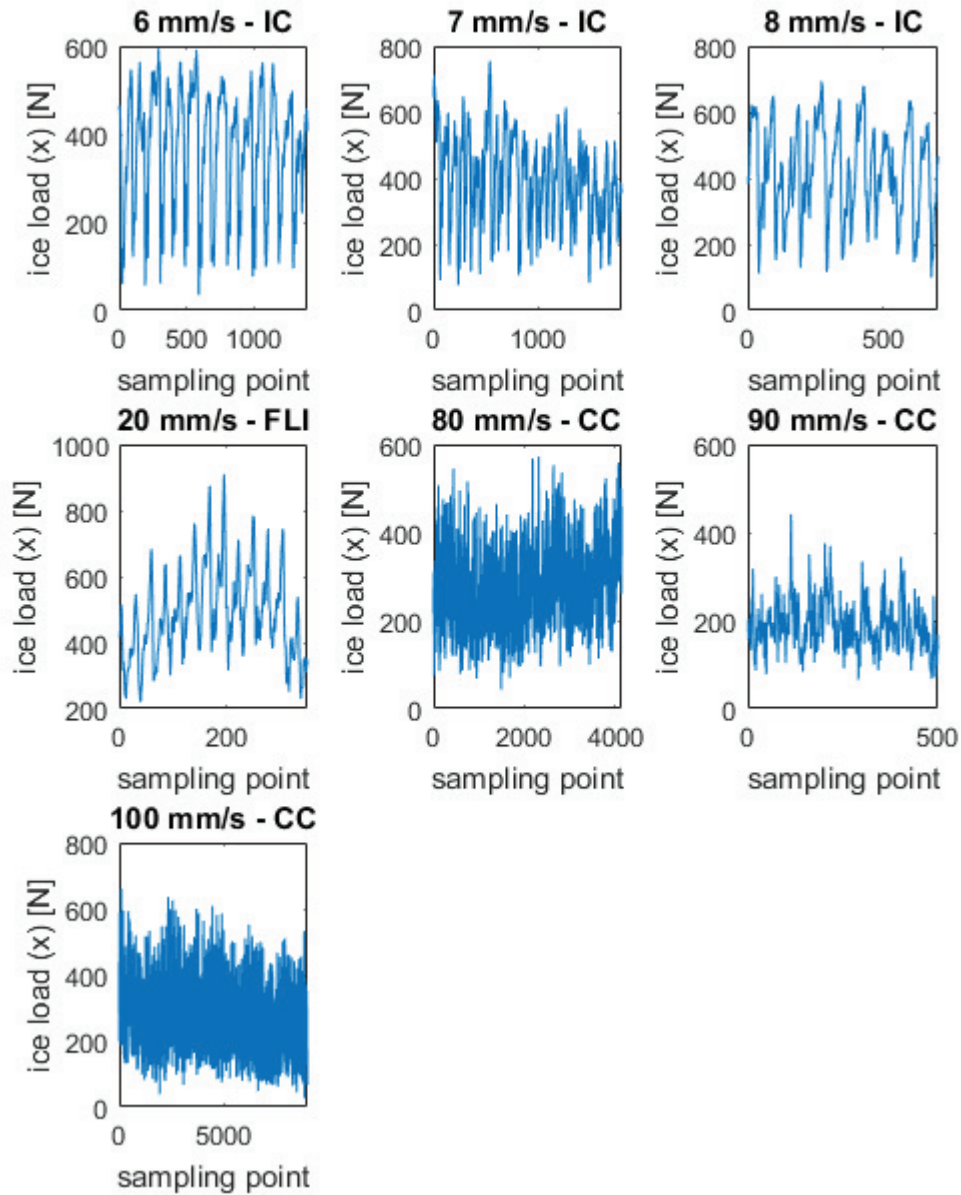 6 mm/s - IC
600
400
200
0
ice load (x) [N]
0 500 1000
sampling point
7 mm/s - IC
800
600
400
200
0
ice load (x) [N]
0 1000
sampling point
8 mm/s - IC
800
600
400
200
0
ice load (x) [N]
0 500
sampling point
20 mm/s - FLI
1000
800
600
400
200
ice load (x) [N]
0 200
sampling point
80 mm/s - CC
600
400
200
0
ice load (x) [N]
0 2000 4000
sampling point
90 mm/s - CC
600
400
200
0
ice load (x) [N]
0 500
sampling point
100 mm/s - CC
800
600
400
200
0
ice load (x) [N]
0 5000
sampling point